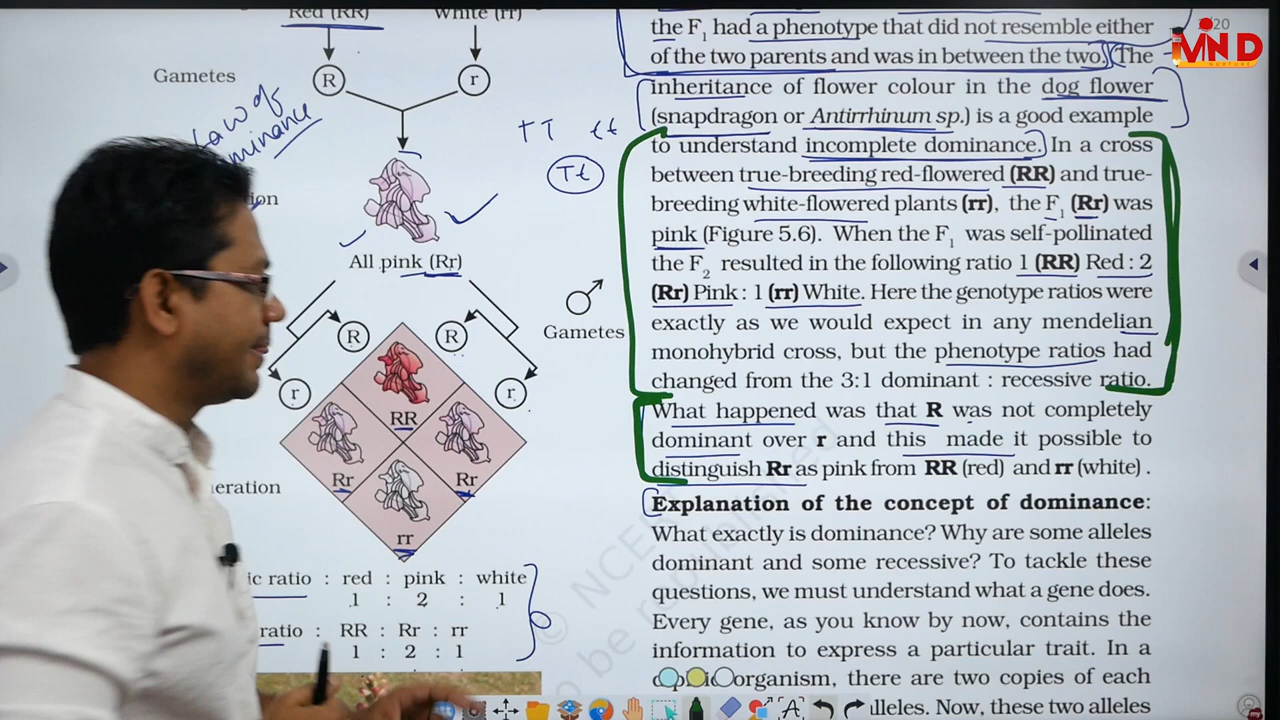 Red (RR) White (rr)
Gametes R r
Law of
TT tt
Tt
All pink (Rr)
R R
Gametes
r r
RR
Rr Rr
rr
red : pink : white
1 : 2 : 1
ratio : RR : Rr : rr
1 : 2 : 1
the F1 had a phenotype that did not resemble either
of the two parents and was in between the two. The
inheritance of flower colour in the dog flower
(snapdragon or Antirrhinum sp.) is a good example
to understand incomplete dominance. In a cross
between true-breeding red-flowered (RR) and true-
breeding white-flowered plants (rr), the F1 (Rr) was
pink (Figure 5.6). When the F1 was self-pollinated
the F2 resulted in the following ratio 1 (RR) Red : 2
(Rr) Pink : 1 (rr) White. Here the genotype ratios were
exactly as we would expect in any mendelian
monohybrid cross, but the phenotype ratios had
changed from the 3:1 dominant : recessive ratio.
What happened was that R was not completely
dominant over r and this made it possible to
distinguish Rr as pink from RR (red) and rr (white) .
Explanation of the concept of dominance:
What exactly is dominance? Why are some alleles
dominant and some recessive? To tackle these
questions, we must understand what a gene does.
Every gene, as you know by now, contains the
information to express a particular trait. In a
organism, there are two copies of each
Now, these two alleles
MIND